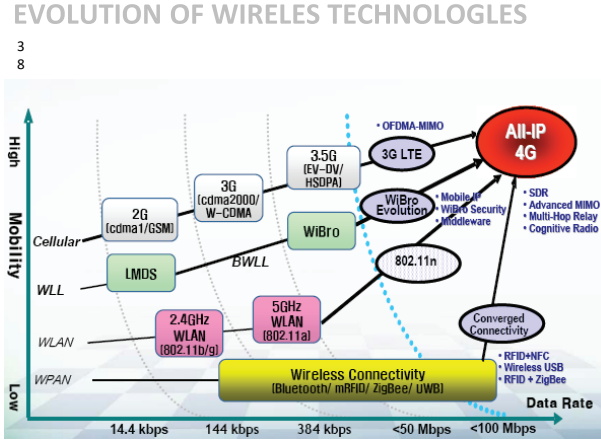 EVOLUTION OF WIRELES TECHNOLOGLES
3
8
High
Mobility
Low
• OFDMA-MIMO
All-IP
4G
3G LTE
3.5G
(EV-DV/
HSDPA)
3G
(cdma2000/
W-CDMA
2G
(cdma1/GSM)
Cellular
WiBro
Evolution
• Mobile IP
• WiBro Security
• Middleware
• SDR
• Advanced MIMO
• Multi-Hop Relay
• Cognitive Radio
WiBro
BWLL
LMDS
WLL
802.11n
5GHz
WLAN
(802.11a)
2.4GHz
WLAN
(802.11b/g)
WLAN
Converged
Connectivity
• RFID+NFC
• Wireless USB
• RFID + ZigBee
WPAN
Wireless Connectivity
(Bluetooth/ mRFID/ ZigBee/ UWB)
Data Rate
14.4 kbps
144 kbps
384 kbps
<50 Mbps
<100 Mbps